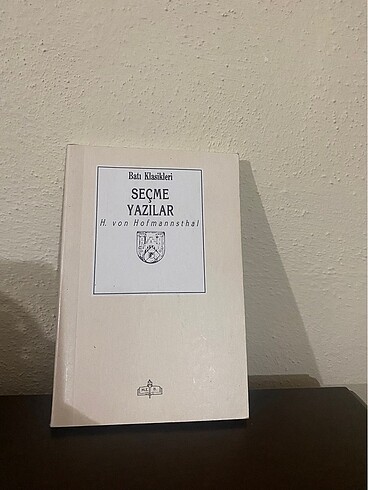 Batı Klasikleri
SEÇME
YAZILAR
H. von Hofmannsthal